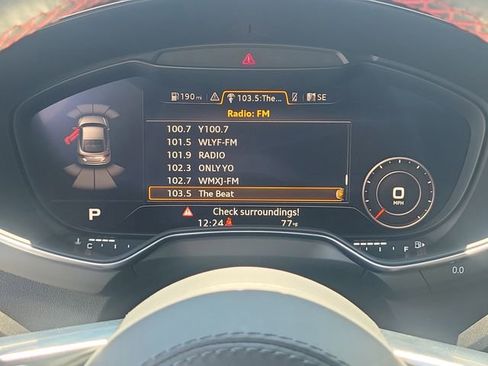 190 mi 103.5:The... SE
Radio: FM
100.7 Y100.7
101.5 WLYF-FM
101.9 RADIO
102.3 ONLY YO
102.7 WMXJ-FM
103.5 The Beat
0
MPH
P
Check surroundings!
12:24 77°F
C H F
0.0